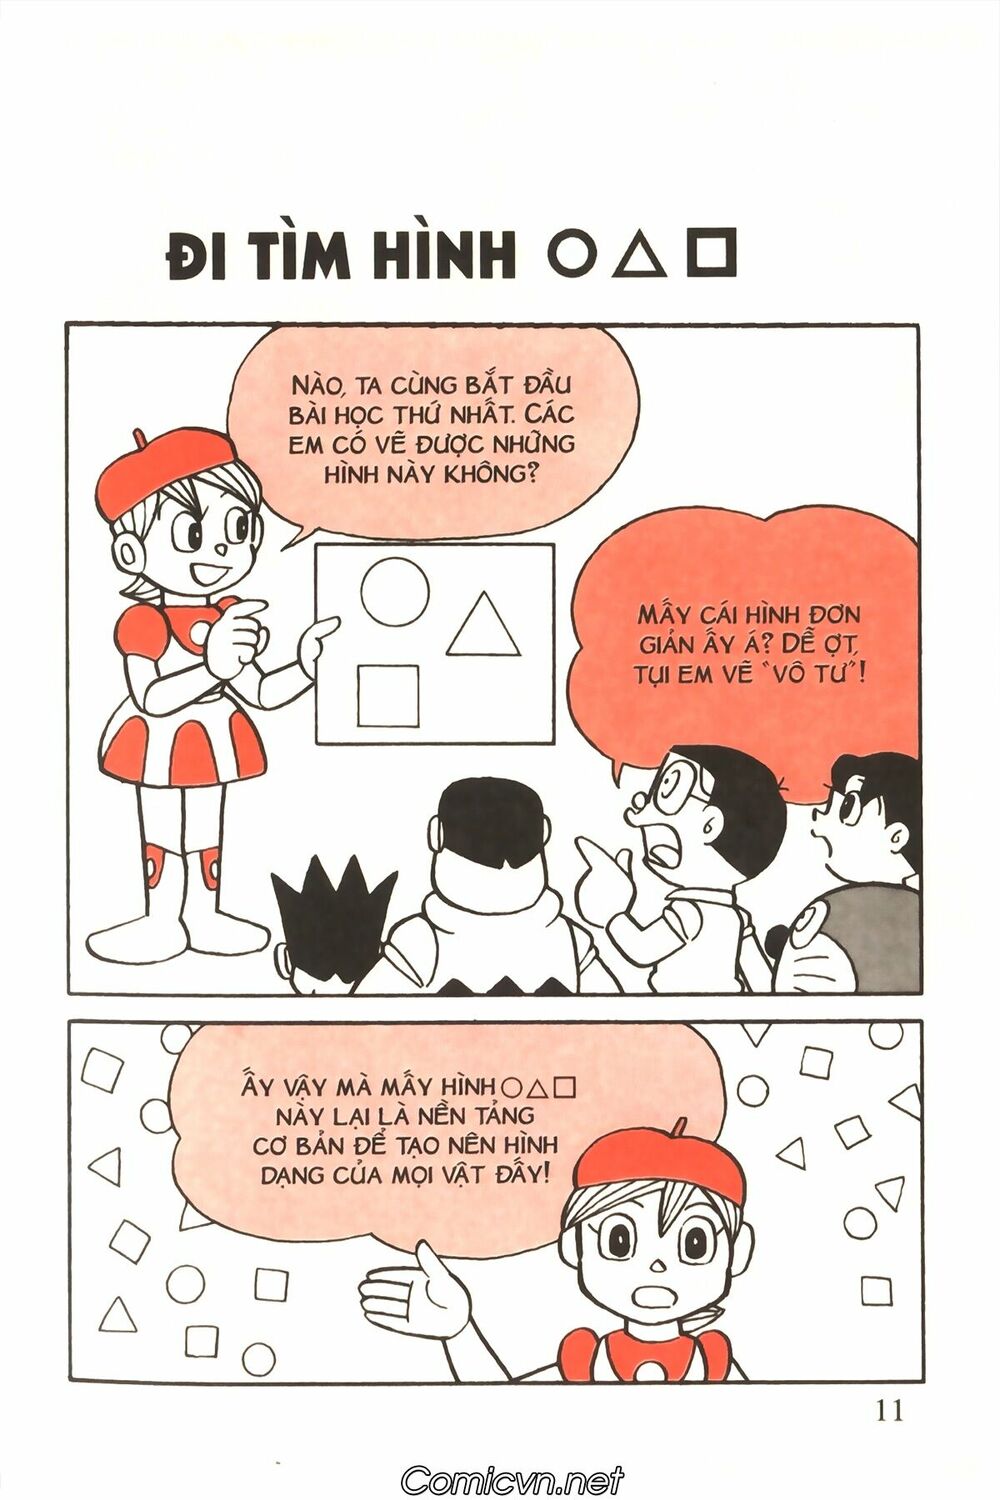 ĐI TÌM HÌNH ○△□
NÀO, TA CÙNG BẮT ĐẦU
BÀI HỌC THỨ NHẤT. CÁC
EM CÓ VẼ ĐƯỢC NHỮNG
HÌNH NÀY KHÔNG?
MẤY CÁI HÌNH ĐƠN
GIẢN ẤY Á? DỄ ỢT,
TỤI EM VẼ "VÔ TƯ"!
ẤY VẬY MÀ MẤY HÌNH ○△□
NÀY LẠI LÀ NỀN TẢNG
CƠ BẢN ĐỂ TẠO NÊN HÌNH
DẠNG CỦA MỌI VẬT ĐẤY!
11
Comicvn.net